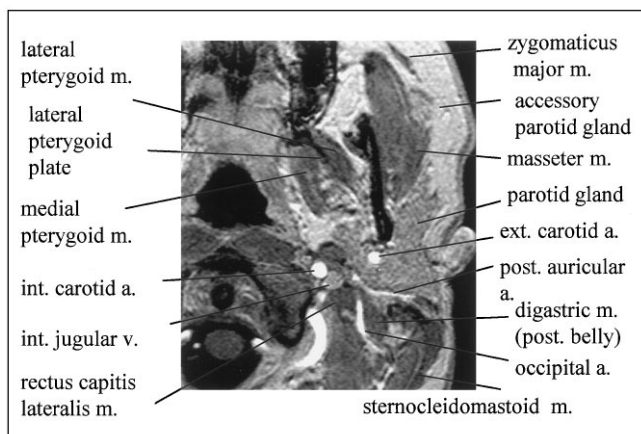 lateral
pterygoid m.
lateral
pterygoid
plate
medial
pterygoid m.
int. carotid a.
int. jugular v.
rectus capitis
lateralis m.
zygomaticus
major m.
accessory
parotid gland
masseter m.
parotid gland
ext. carotid a.
post. auricular
a.
digastric m.
(post. belly)
occipital a.
sternocleidomastoid m.